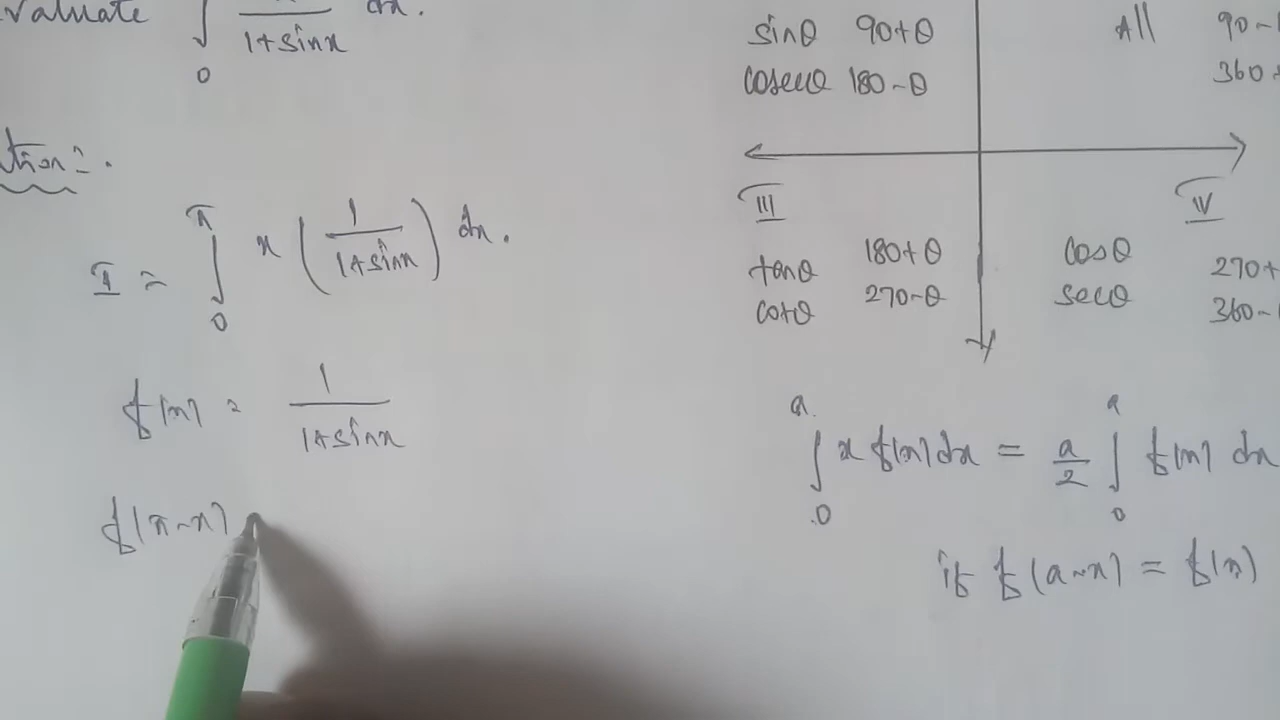 valuate ∫₀ x/(1+sinx) dx.
tion:-
I = ∫₀^π x (1/(1+sinx)) dx.
f(x) = 1/(1+sinx)
f(π-x)
sinθ 90+θ
cosecθ 180-θ
All 90-
360+
III
tanθ 180+θ
cotθ 270-θ
IV
cosθ 270+
secθ 360-
∫₀^a x f(x) dx = a/2 ∫₀^a f(x) dx
if f(a-x) = f(x)